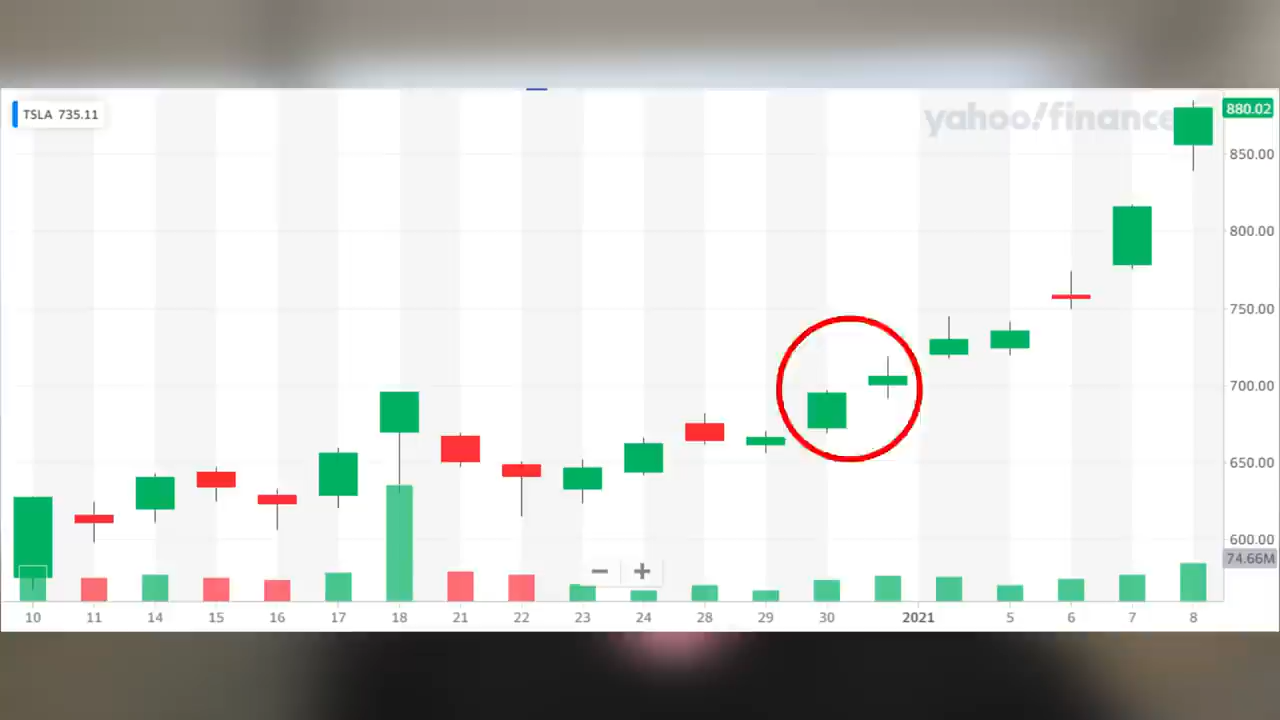 TSLA 735.11
yahoo!finance
880.02
850.00
800.00
750.00
700.00
650.00
600.00
74.66M
− +
10 11 14 15 16 17 18 21 22 23 24 28 29 30 2021 5 6 7 8